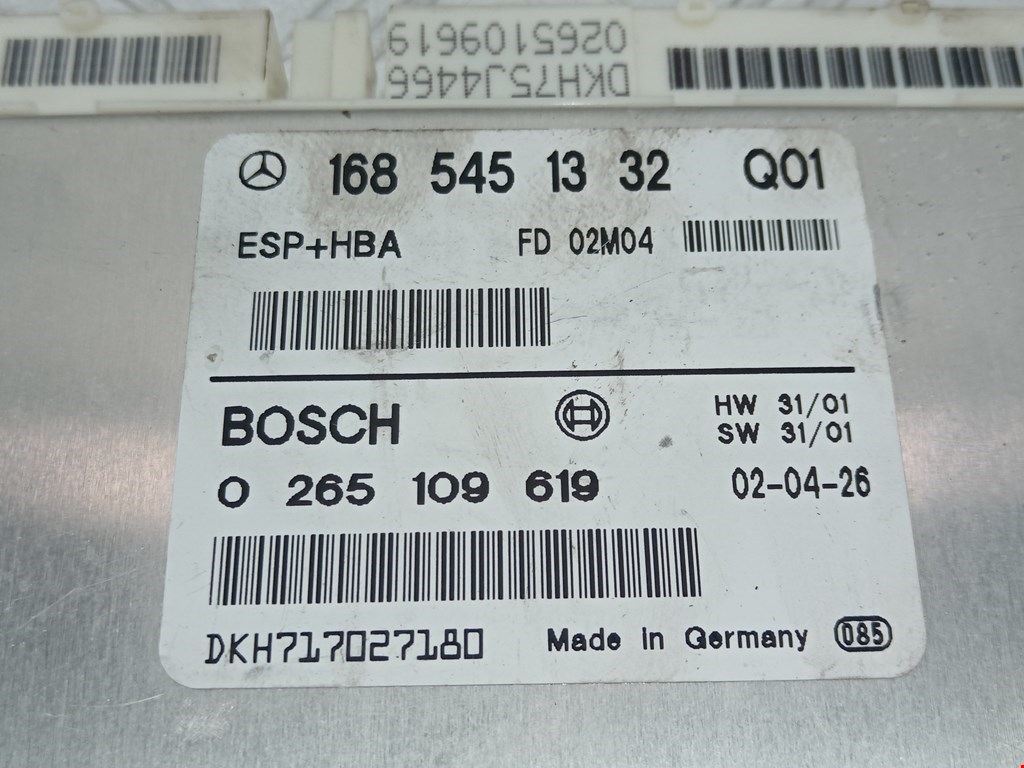 0265109619
DKH75J4466
168 545 13 32 Q01
ESP+HBA FD 02M04
BOSCH HW 31/01
SW 31/01
0 265 109 619 02-04-26
DKH717027180 Made in Germany 085